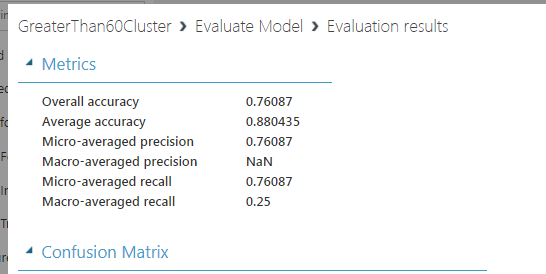 GreaterThan60Cluster › Evaluate Model › Evaluation results
Metrics
Overall accuracy 0.76087
Average accuracy 0.880435
Micro-averaged precision 0.76087
Macro-averaged precision NaN
Micro-averaged recall 0.76087
Macro-averaged recall 0.25
Confusion Matrix